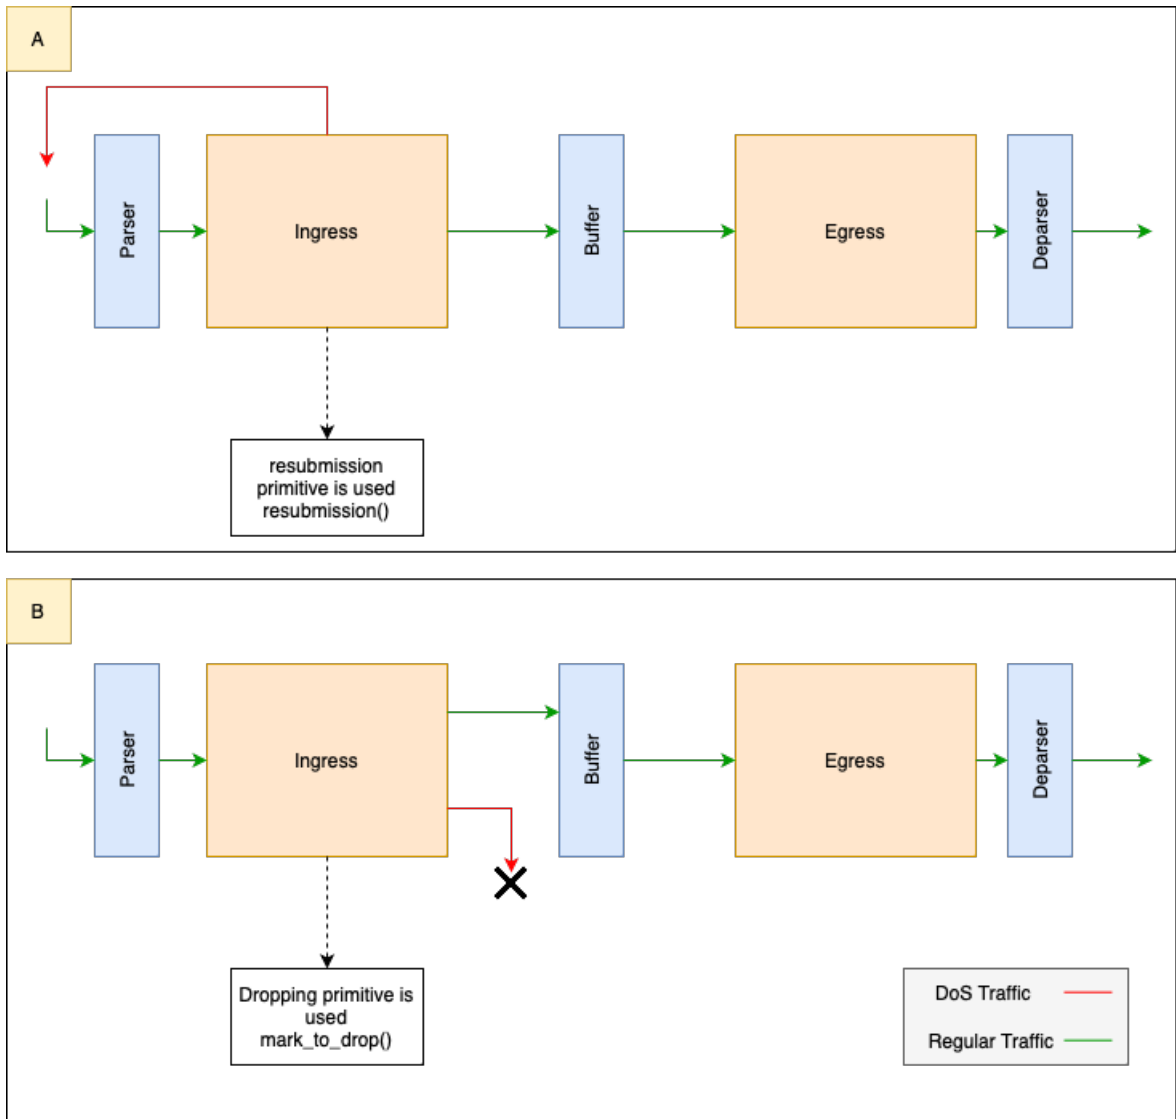 A
Parser
Ingress
Buffer
Egress
Deparser
resubmission
primitive is used
resubmission()
B
Parser
Ingress
Buffer
Egress
Deparser
Dropping primitive is
used
mark_to_drop()
DoS Traffic
Regular Traffic